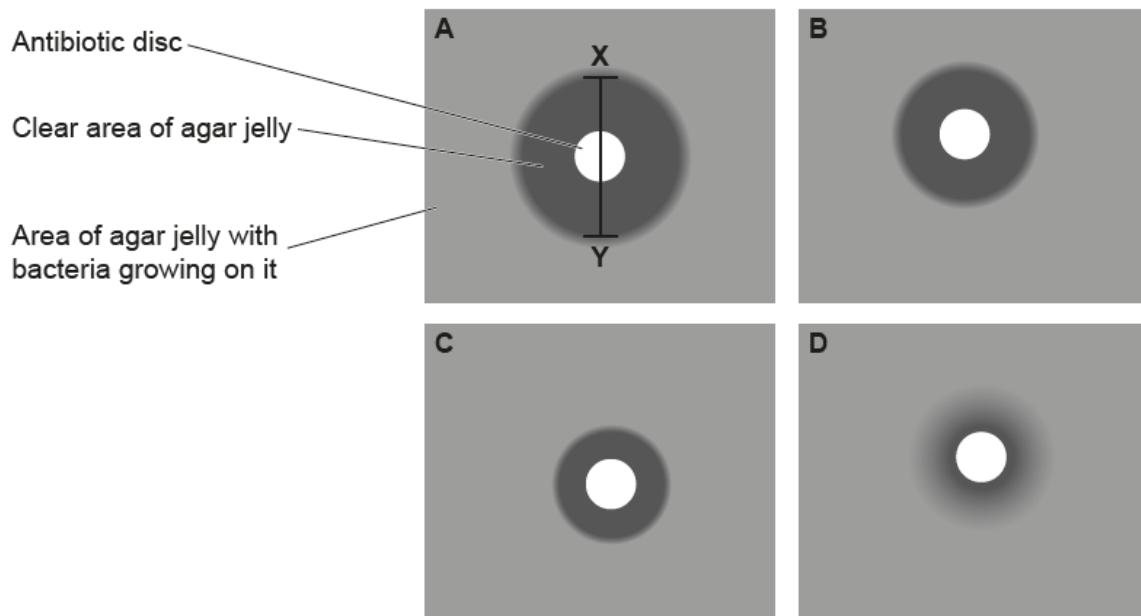 Antibiotic disc
Clear area of agar jelly
Area of agar jelly with
bacteria growing on it
A
X
Y
B
C
D